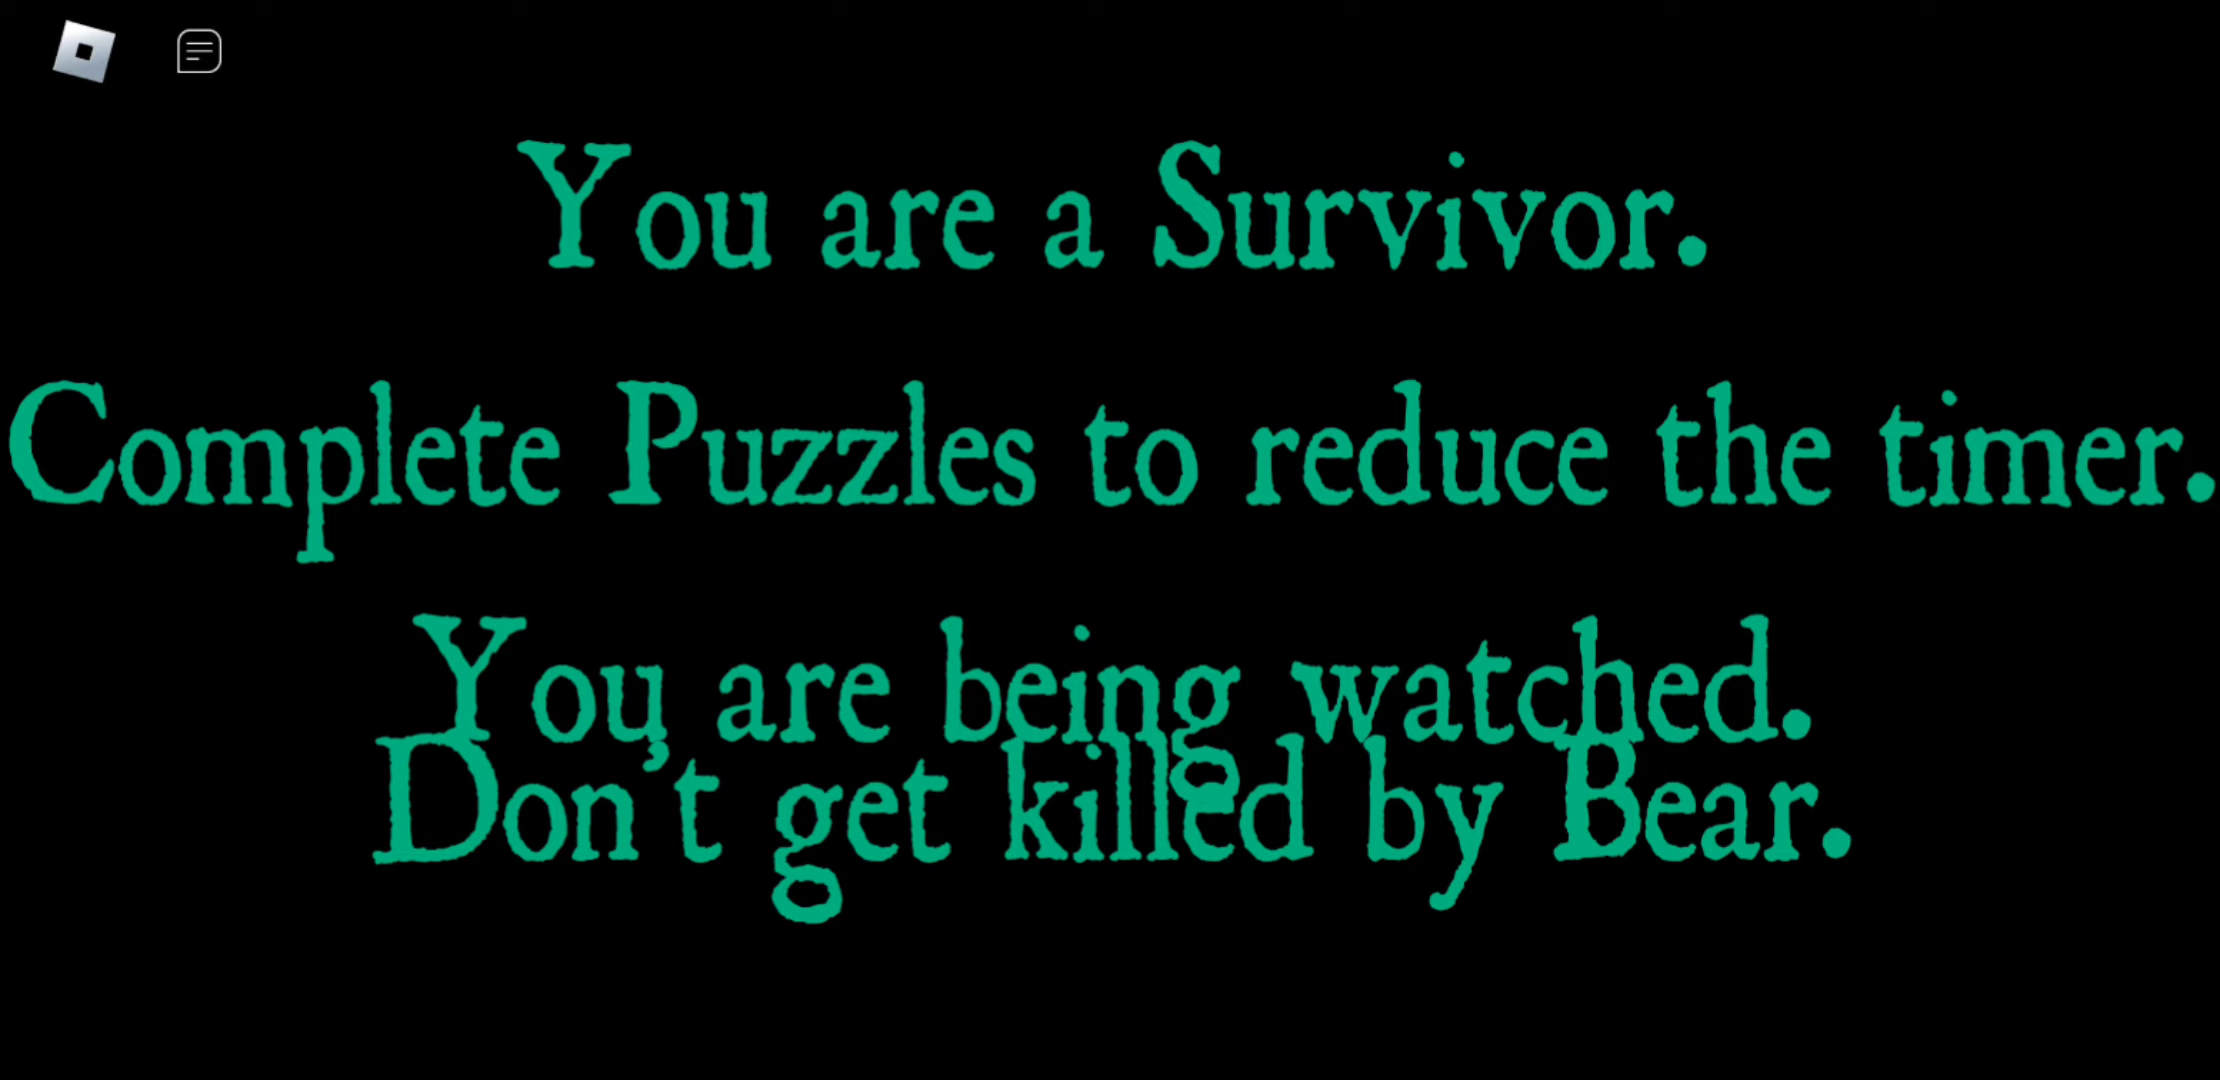 You are a Survivor.
Complete Puzzles to reduce the timer.
You are being watched.
Don't get killed by Bear.